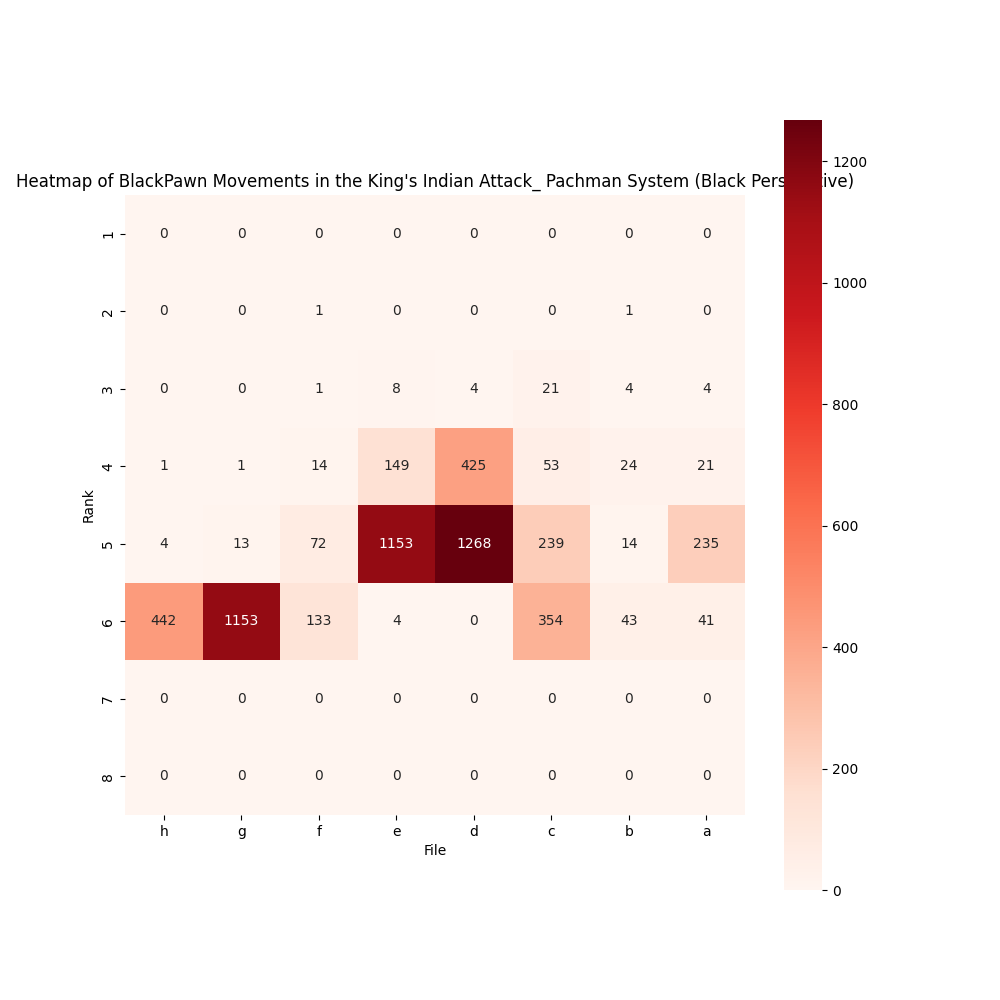 1200
Heatmap of BlackPawn Movements in the King's Indian Attack_ Pachman System (Black Perspective)
1 0 0 0 0 0 0 0 0
1000
2 0 0 1 0 0 0 1 0
3 0 0 1 8 4 21 4 4
800
4 1 1 14 149 425 53 24 21
Rank
600
5 4 13 72 1153 1268 239 14 235
6 442 1153 133 4 0 354 43 41
400
7 0 0 0 0 0 0 0 0
200
8 0 0 0 0 0 0 0 0
h g f e d c b a
File
0